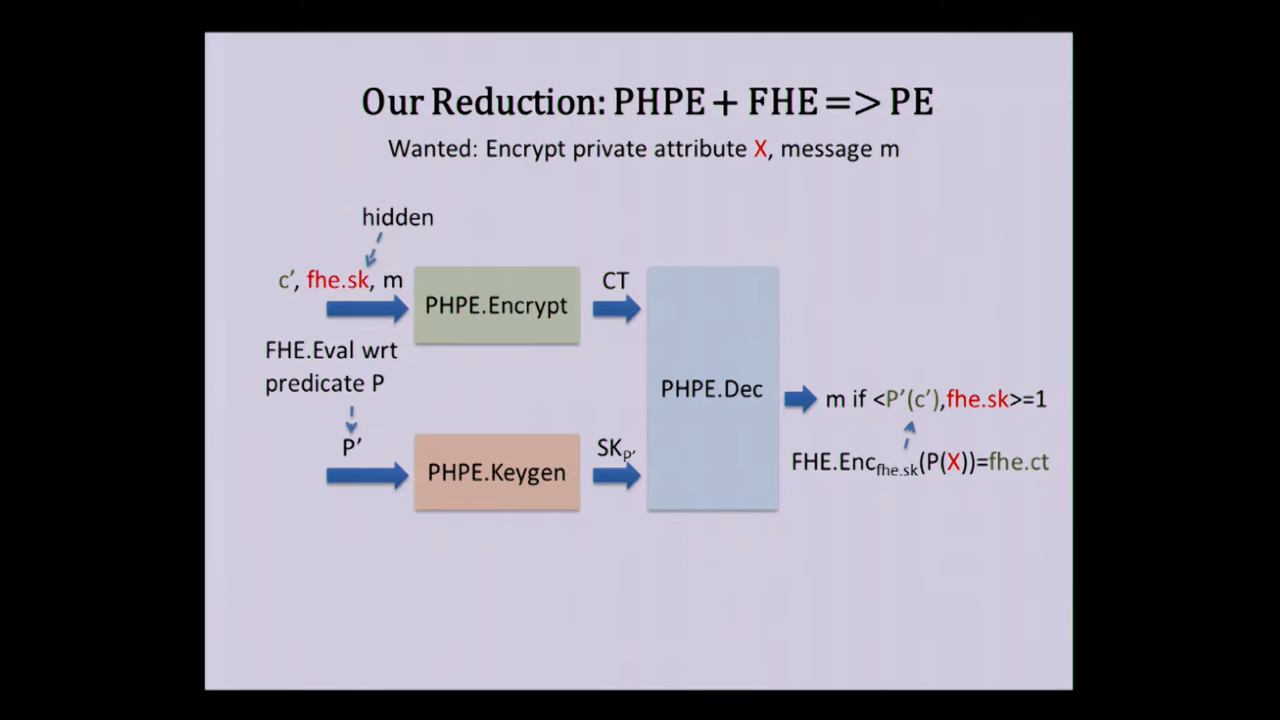 Our Reduction: PHPE + FHE => PE
Wanted: Encrypt private attribute X, message m
hidden
c’, fhe.sk, m
PHPE.Encrypt
CT
FHE.Eval wrt
predicate P
PHPE.Dec
m if <P’(c’),fhe.sk>=1
P’
PHPE.Keygen
SKP’
FHE.Encfhe.sk(P(X))=fhe.ct